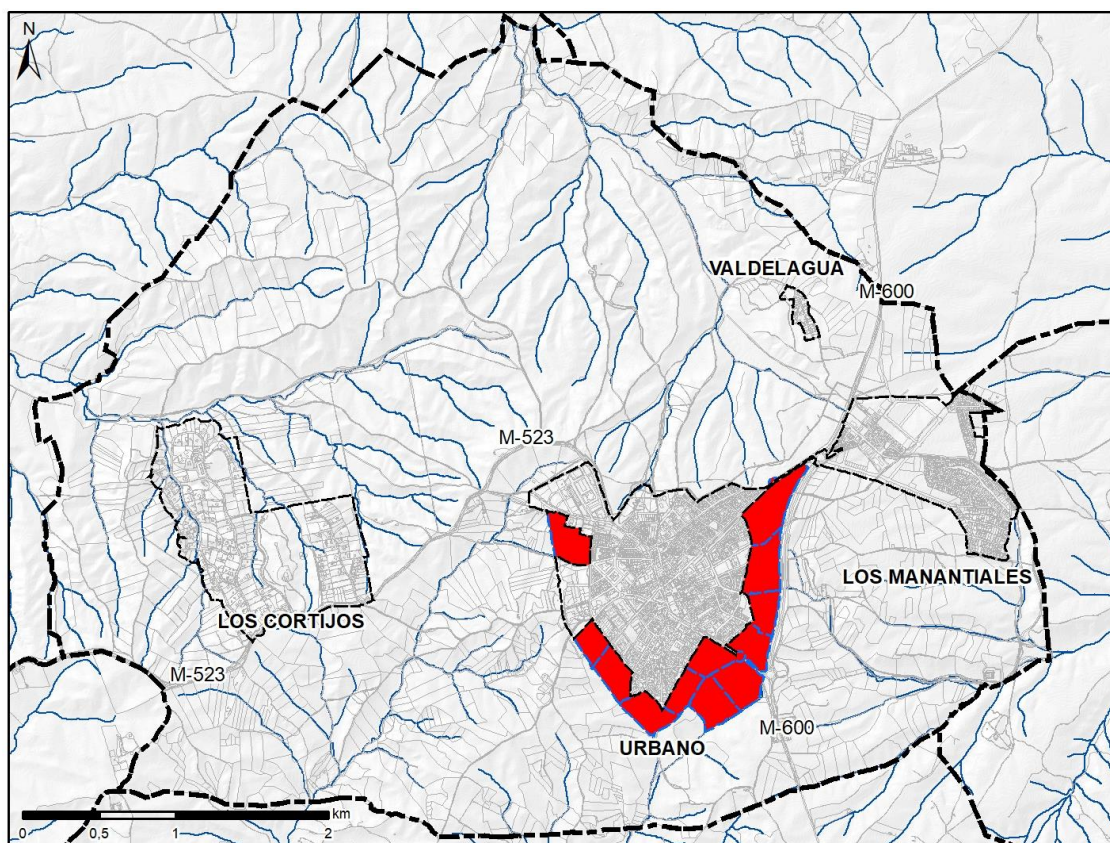 N
VALDELAGUA
M-600
M-523
LOS MANANTIALES
LOS CORTIJOS
M-523
M-600
URBANO
km
0 0,5 1 2